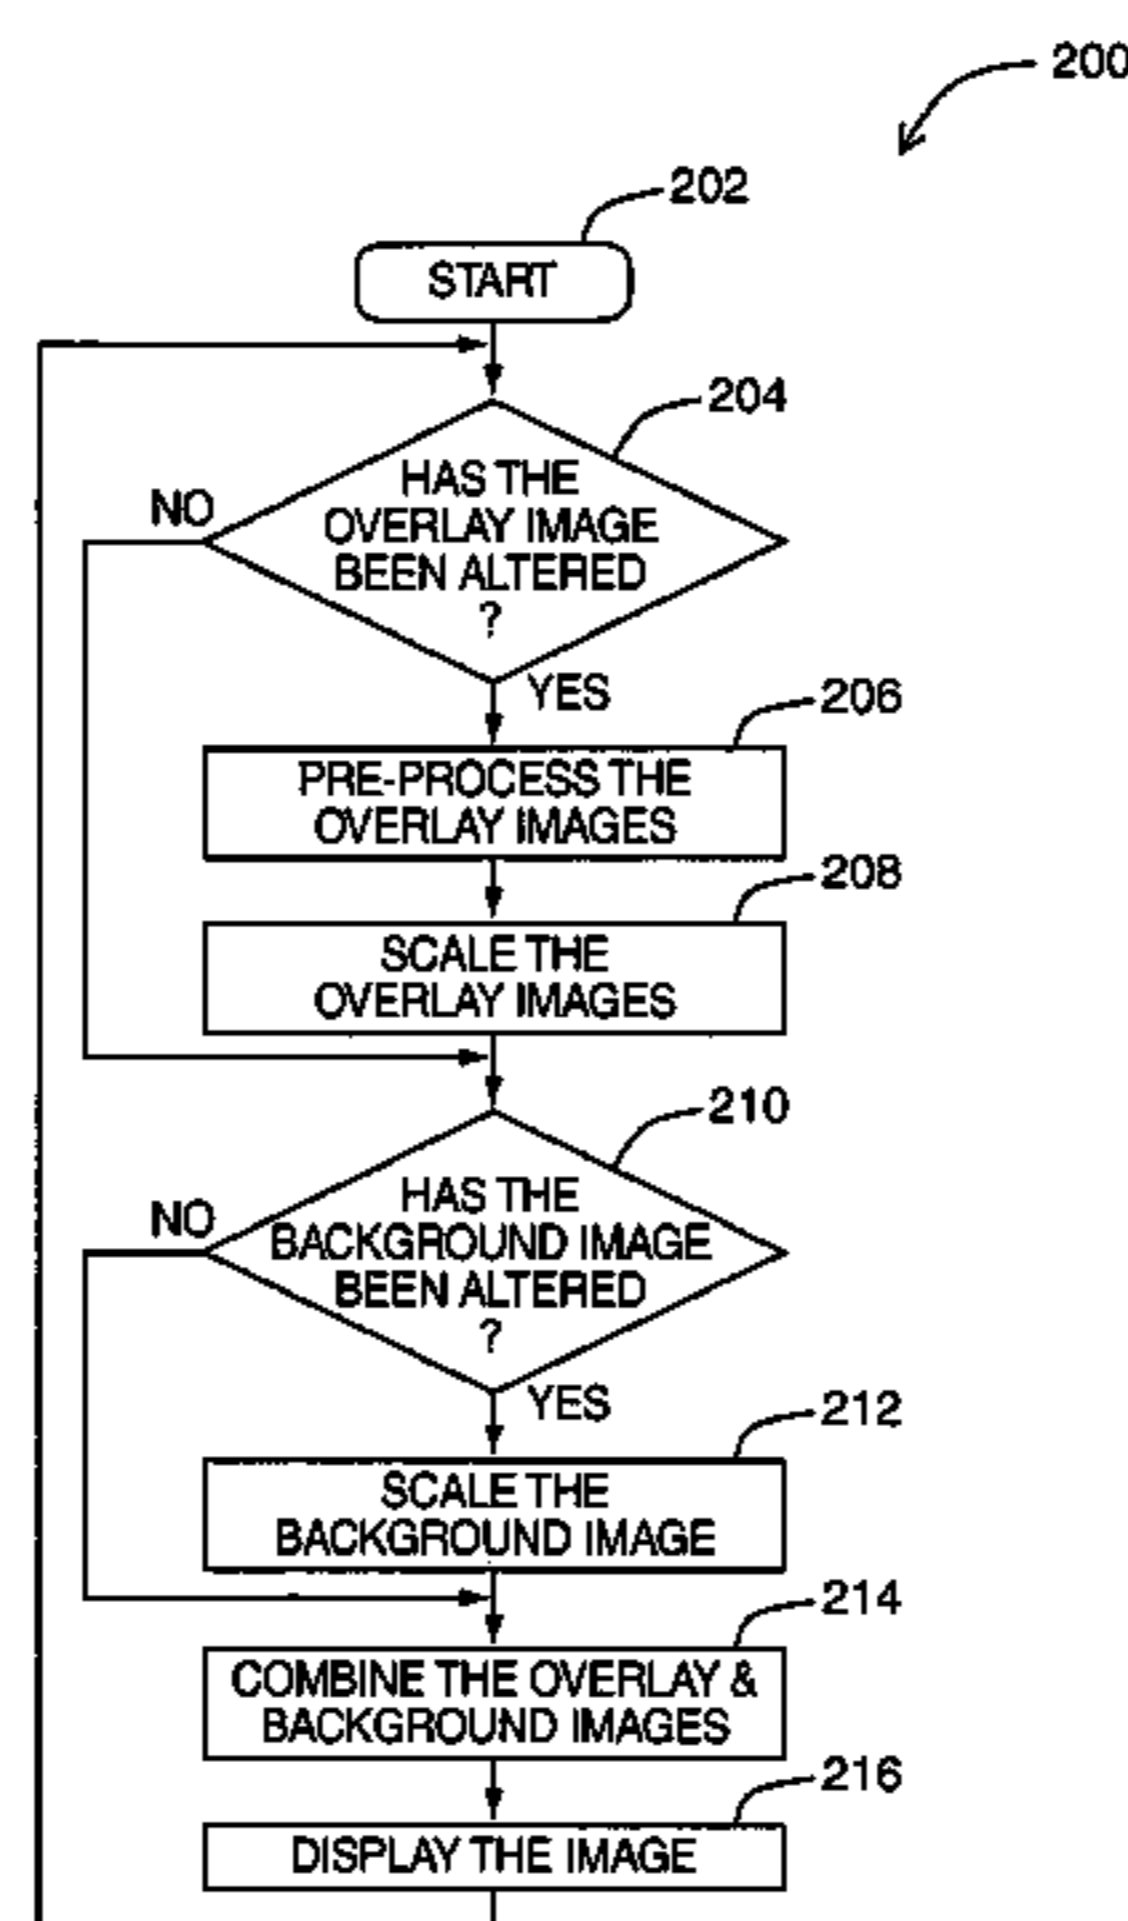 200
202
START
204
HAS THE
OVERLAY IMAGE
BEEN ALTERED
?
NO
YES
206
PRE-PROCESS THE
OVERLAY IMAGES
208
SCALE THE
OVERLAY IMAGES
210
HAS THE
BACKGROUND IMAGE
BEEN ALTERED
?
NO
YES
212
SCALE THE
BACKGROUND IMAGE
214
COMBINE THE OVERLAY &
BACKGROUND IMAGES
216
DISPLAY THE IMAGE